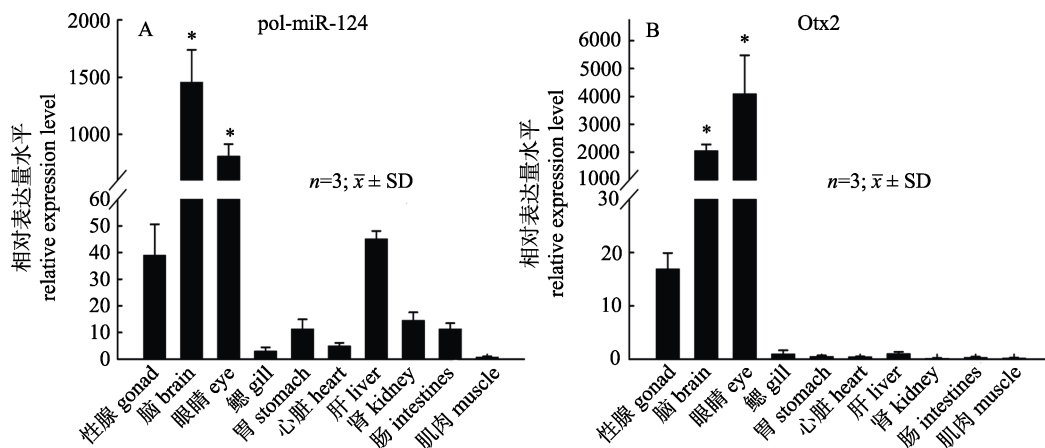 A
pol-miR-124
相对表达量水平
relative expression level
2000
1500
1000
60
50
40
30
20
10
0
*
*
n=3; x̄ ± SD
性腺 gonad
脑 brain
眼睛 eye
鳃 gill
胃 stomach
心脏 heart
肝 liver
肾 kidney
肠 intestines
肌肉 muscle
B
Otx2
相对表达量水平
relative expression level
6000
5000
4000
3000
2000
1000
30
20
10
0
*
*
n=3; x̄ ± SD
性腺 gonad
脑 brain
眼睛 eye
鳃 gill
胃 stomach
心脏 heart
肝 liver
肾 kidney
肠 intestines
肌肉 muscle